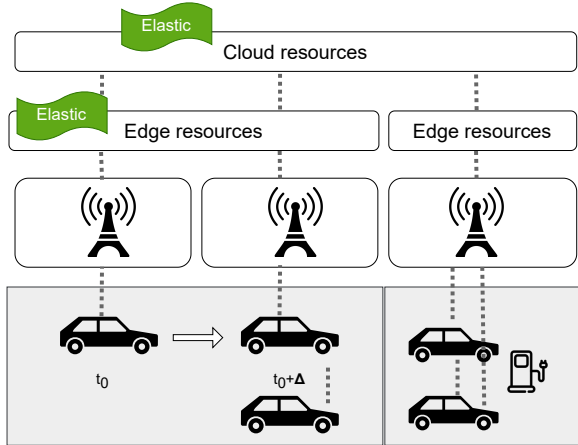 Elastic
Cloud resources
Elastic
Edge resources
Edge resources
t0
t0+Δ